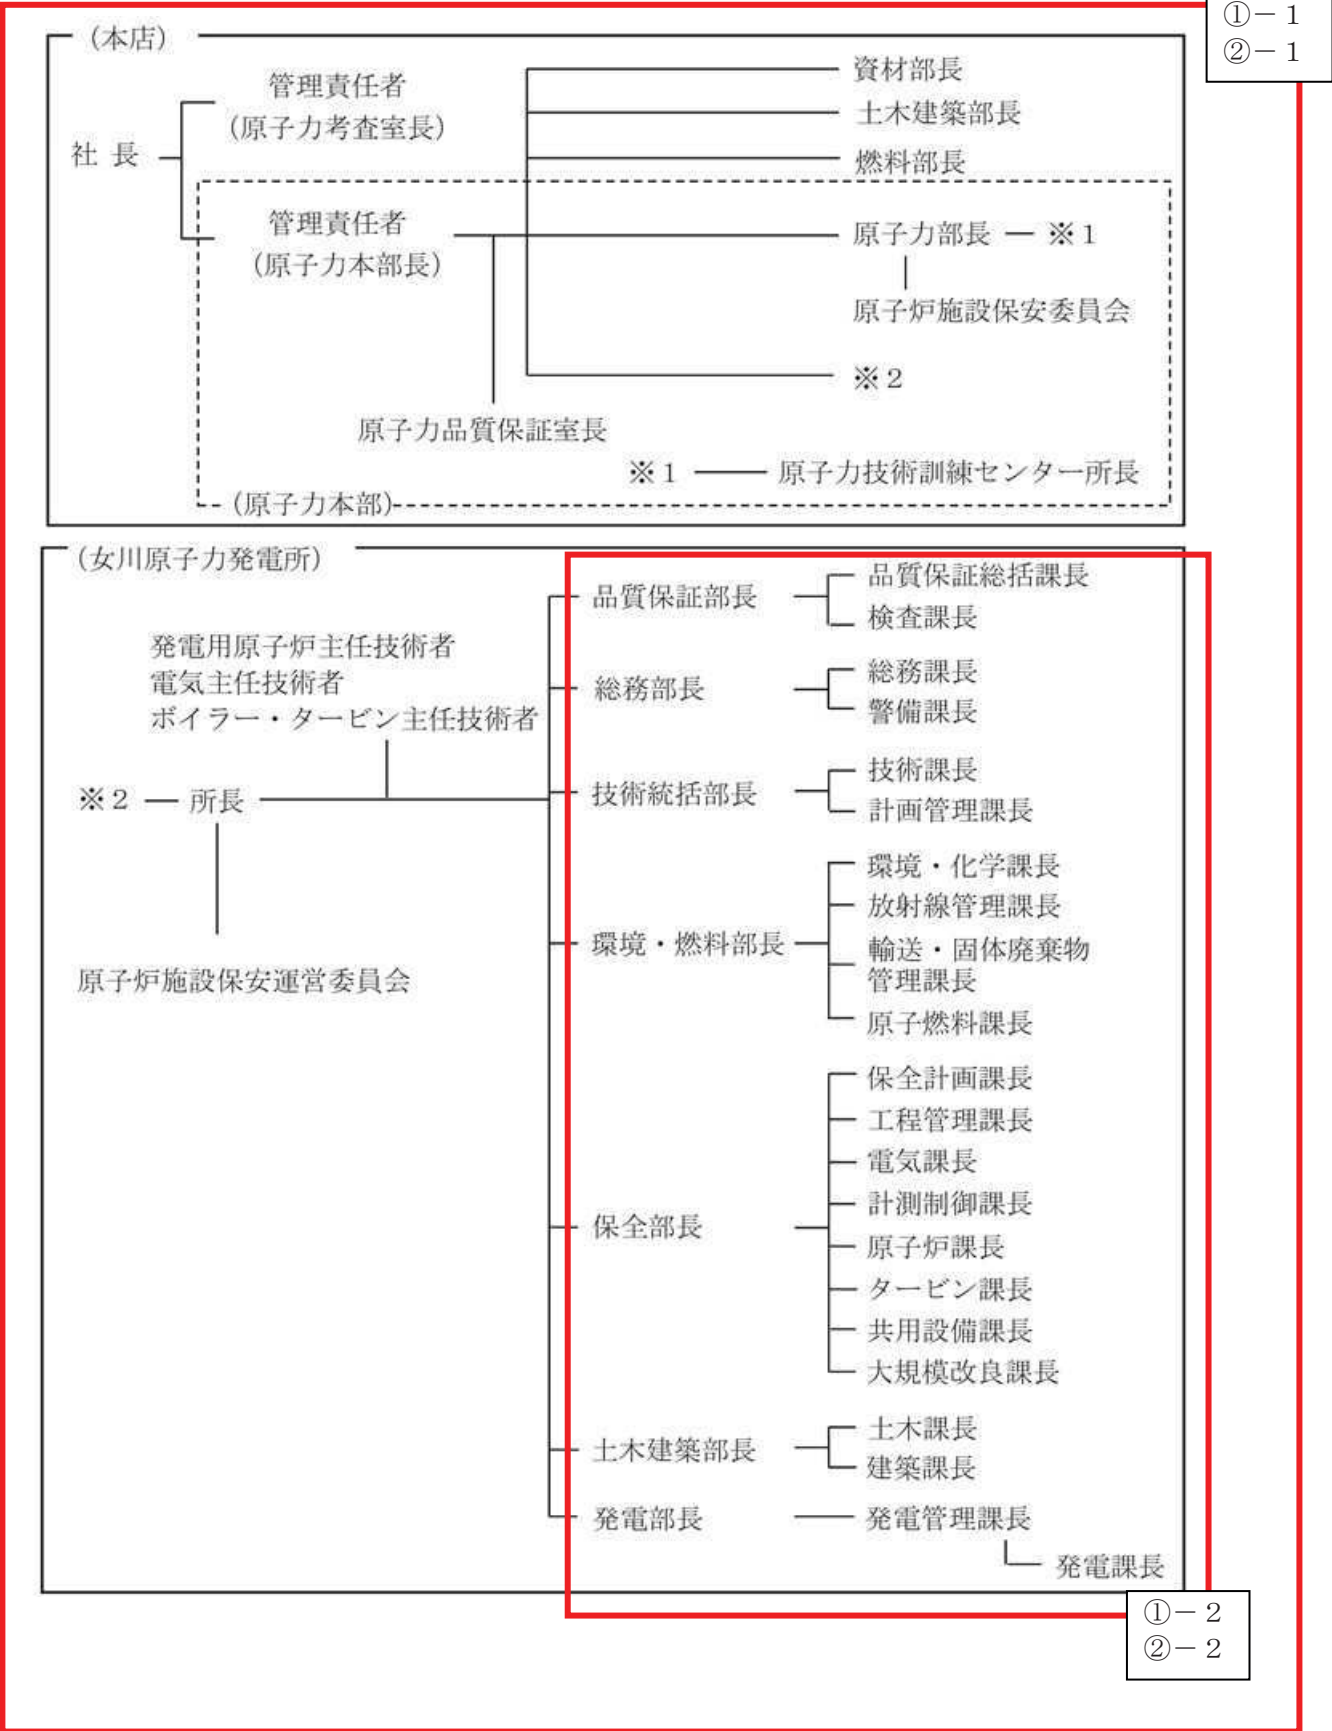 ①－１
②－１
（本店）
管理責任者
（原子力考査室長）
社 長
資材部長
土木建築部長
燃料部長
管理責任者
（原子力本部長）
原子力部長 ― ※１
原子炉施設保安委員会
※２
原子力品質保証室長
※１ ―― 原子力技術訓練センター所長
（原子力本部）
（女川原子力発電所）
発電用原子炉主任技術者
電気主任技術者
ボイラー・タービン主任技術者
※２ ― 所長
原子炉施設保安運営委員会
品質保証部長
品質保証総括課長
検査課長
総務部長
総務課長
警備課長
技術統括部長
技術課長
計画管理課長
環境・燃料部長
環境・化学課長
放射線管理課長
輸送・固体廃棄物
管理課長
原子燃料課長
保全部長
保全計画課長
工程管理課長
電気課長
計測制御課長
原子炉課長
タービン課長
共用設備課長
大規模改良課長
土木建築部長
土木課長
建築課長
発電部長
発電管理課長
発電課長
①－２
②－２